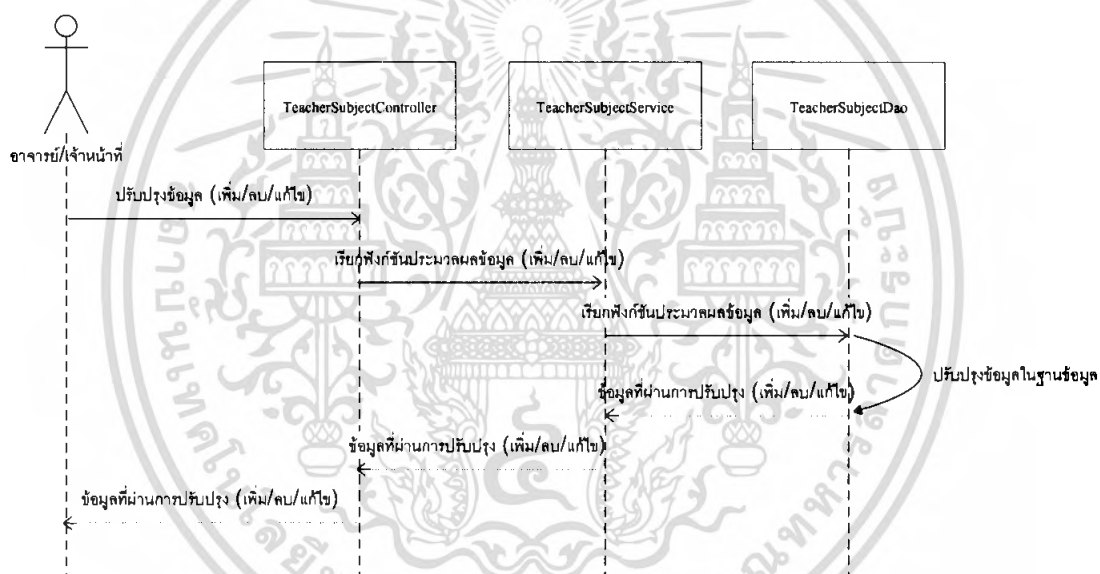 TeacherSubjectController
TeacherSubjectService
TeacherSubjectDao
อาจารย์/เจ้าหน้าที่
ปรับปรุงข้อมูล (เพิ่ม/ลบ/แก้ไข)
เรียกฟังก์ชันประมวลผลข้อมูล (เพิ่ม/ลบ/แก้ไข)
เรียกฟังก์ชันประมวลผลข้อมูล (เพิ่ม/ลบ/แก้ไข)
ปรับปรุงข้อมูลในฐานข้อมูล
ข้อมูลที่ผ่านการปรับปรุง (เพิ่ม/ลบ/แก้ไข)
ข้อมูลที่ผ่านการปรับปรุง (เพิ่ม/ลบ/แก้ไข)
ข้อมูลที่ผ่านการปรับปรุง (เพิ่ม/ลบ/แก้ไข)